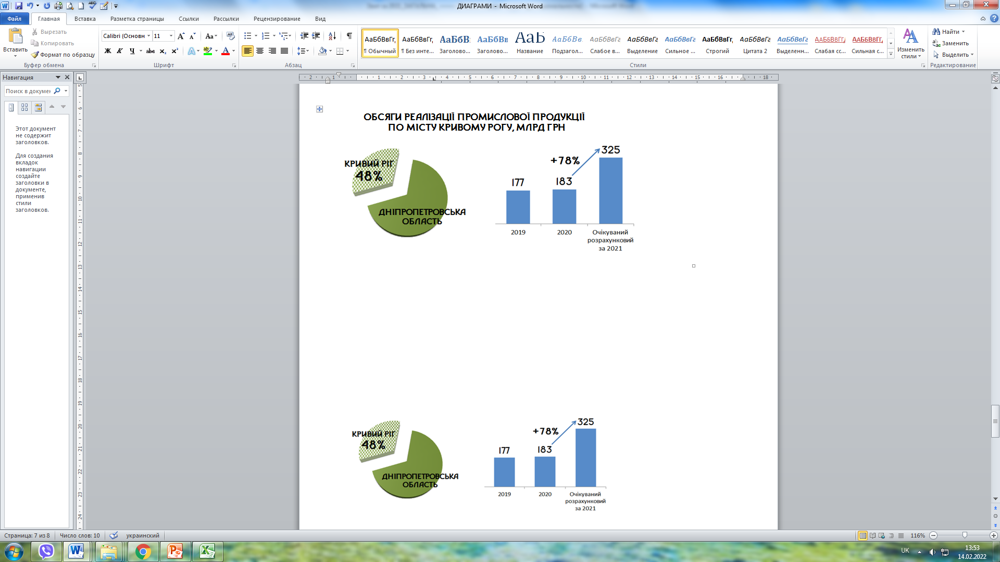 ДИАГРАМИ - Microsoft Word
Файл
Главная
Вставка
Разметка страницы
Ссылки
Рассылки
Рецензирование
Вид
Вставить
Вырезать
Копировать
Формат по образцу
Буфер обмена
Calibri (Основн
11
Шрифт
Абзац
АаБбВвГг,
¶ Обычный
АаБбВвГг,
¶ Без инте...
АаБбВ
Заголово...
АаБбВв
Заголово...
АаЬ
Название
АаБбВв
Подзагол...
АаБбВвГг
Слабое в...
АаБбВвГг
Выделение
АаБбВвГг
Сильное ...
АаБбВвГг,
Строгий
АаБбВвГг
Цитата 2
АаБбВвГг
Выделенн...
АаБбВвГг,
Слабая сс...
АаБбВвГг,
Сильная с...
Стили
Изменить
стили
Найти
Заменить
Выделить
Редактирование
Навигация
Поиск в докумен
Этот документ
не содержит
заголовков.
Для создания
вкладок
навигации
создайте
заголовки в
документе,
применив
стили
заголовков.
ОБСЯГИ РЕАЛІЗАЦІЇ ПРОМИСЛОВОЇ ПРОДУКЦІЇ
ПО МІСТУ КРИВОМУ РОГУ, МЛРД ГРН
КРИВИЙ РІГ
48%
ДНІПРОПЕТРОВСЬКА
ОБЛАСТЬ
+78%
325
177
183
2019
2020
Очікуваний
розрахунковий
за 2021
КРИВИЙ РІГ
48%
ДНІПРОПЕТРОВСЬКА
ОБЛАСТЬ
+78%
325
177
183
2019
2020
Очікуваний
розрахунковий
за 2021
Страница: 7 из 8
Число слов: 10
украинский
116%
UK
13:53
14.02.2022